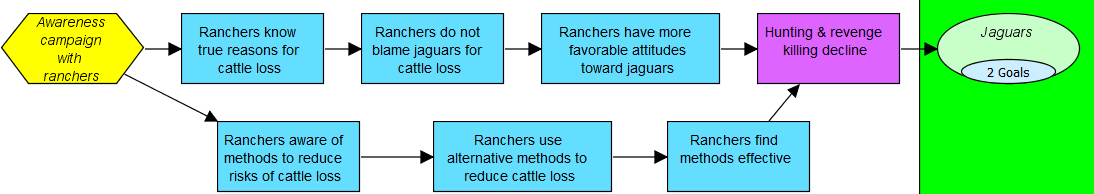 Awareness
campaign
with
ranchers
Ranchers know
true reasons for
cattle loss
Ranchers do not
blame jaguars for
cattle loss
Ranchers have more
favorable attitudes
toward jaguars
Hunting & revenge
killing decline
Jaguars
2 Goals
Ranchers aware of
methods to reduce
risks of cattle loss
Ranchers use
alternative methods to
reduce cattle loss
Ranchers find
methods effective